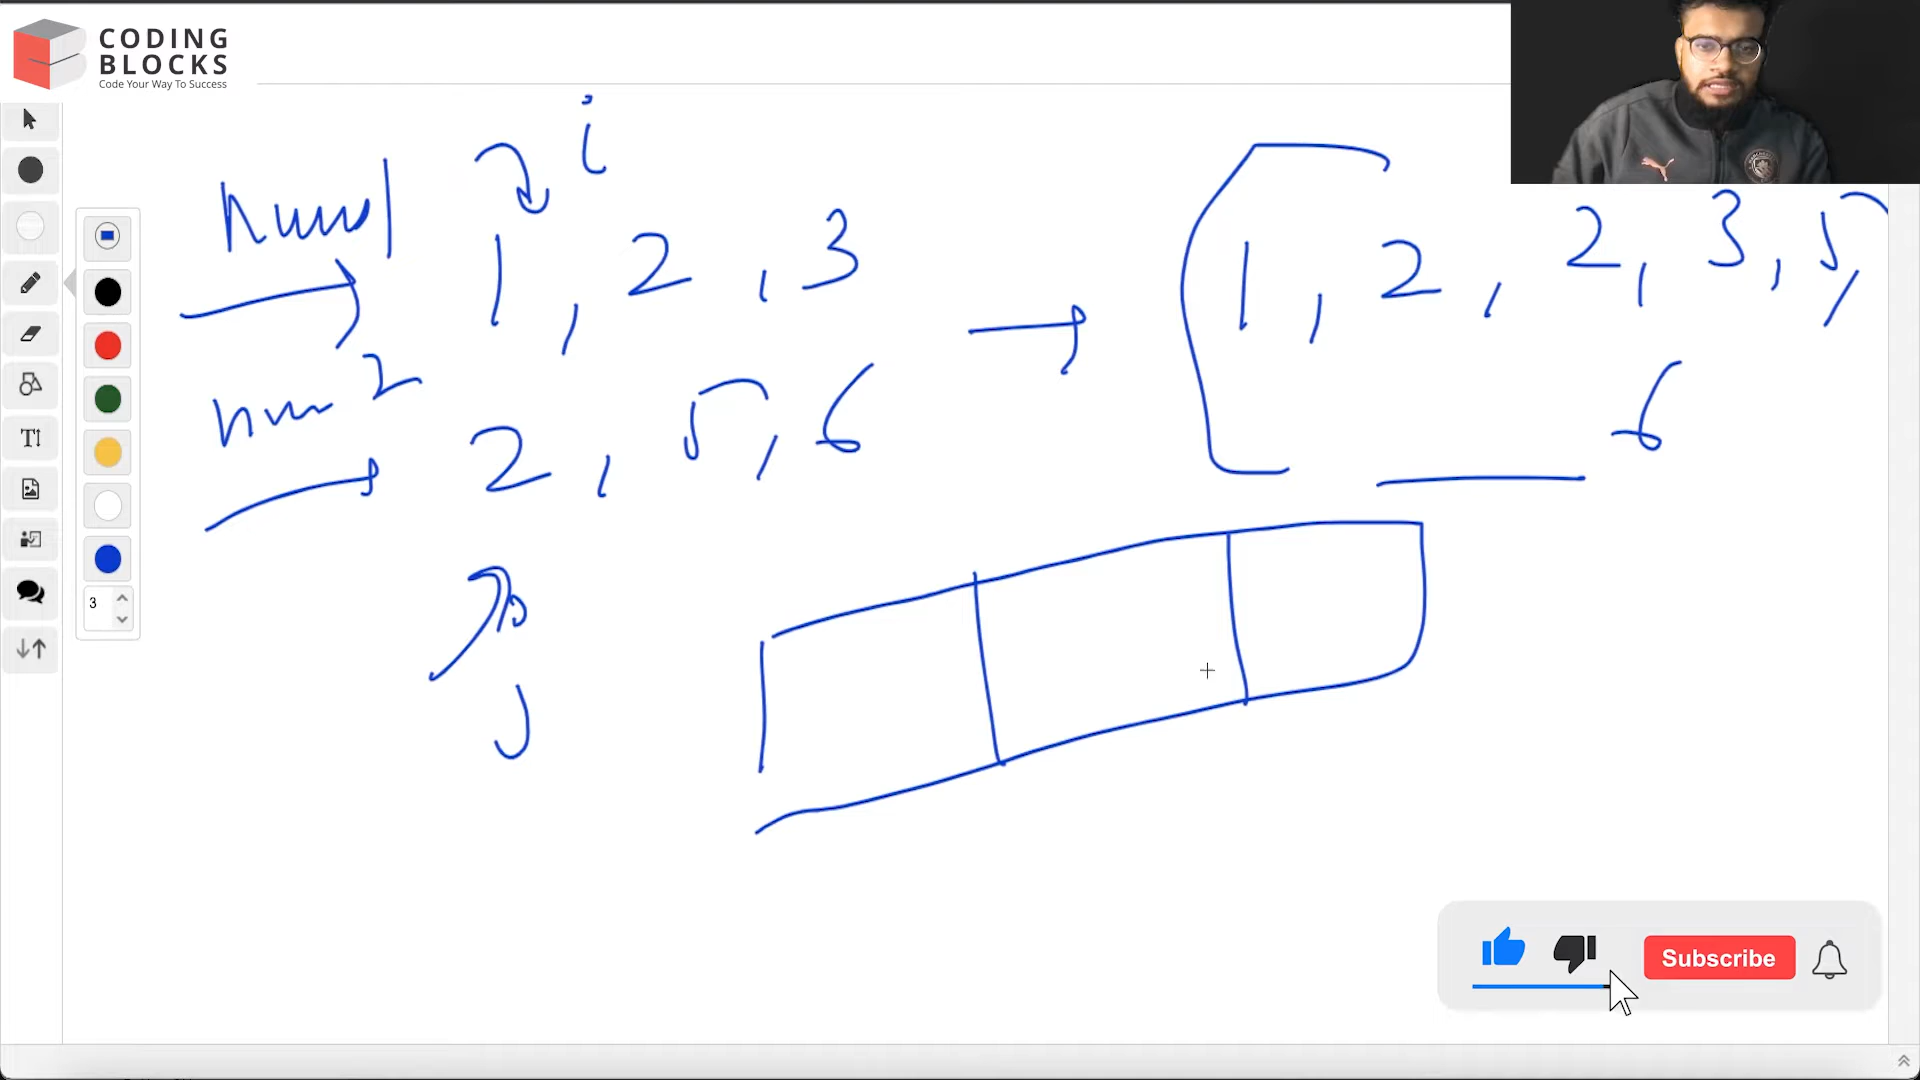 CODING
BLOCKS
Code Your Way To Success
i
nums1
1, 2, 3
1, 2, 2, 3, 5,
6
num2
2, 5, 6
j
T
3
Subscribe